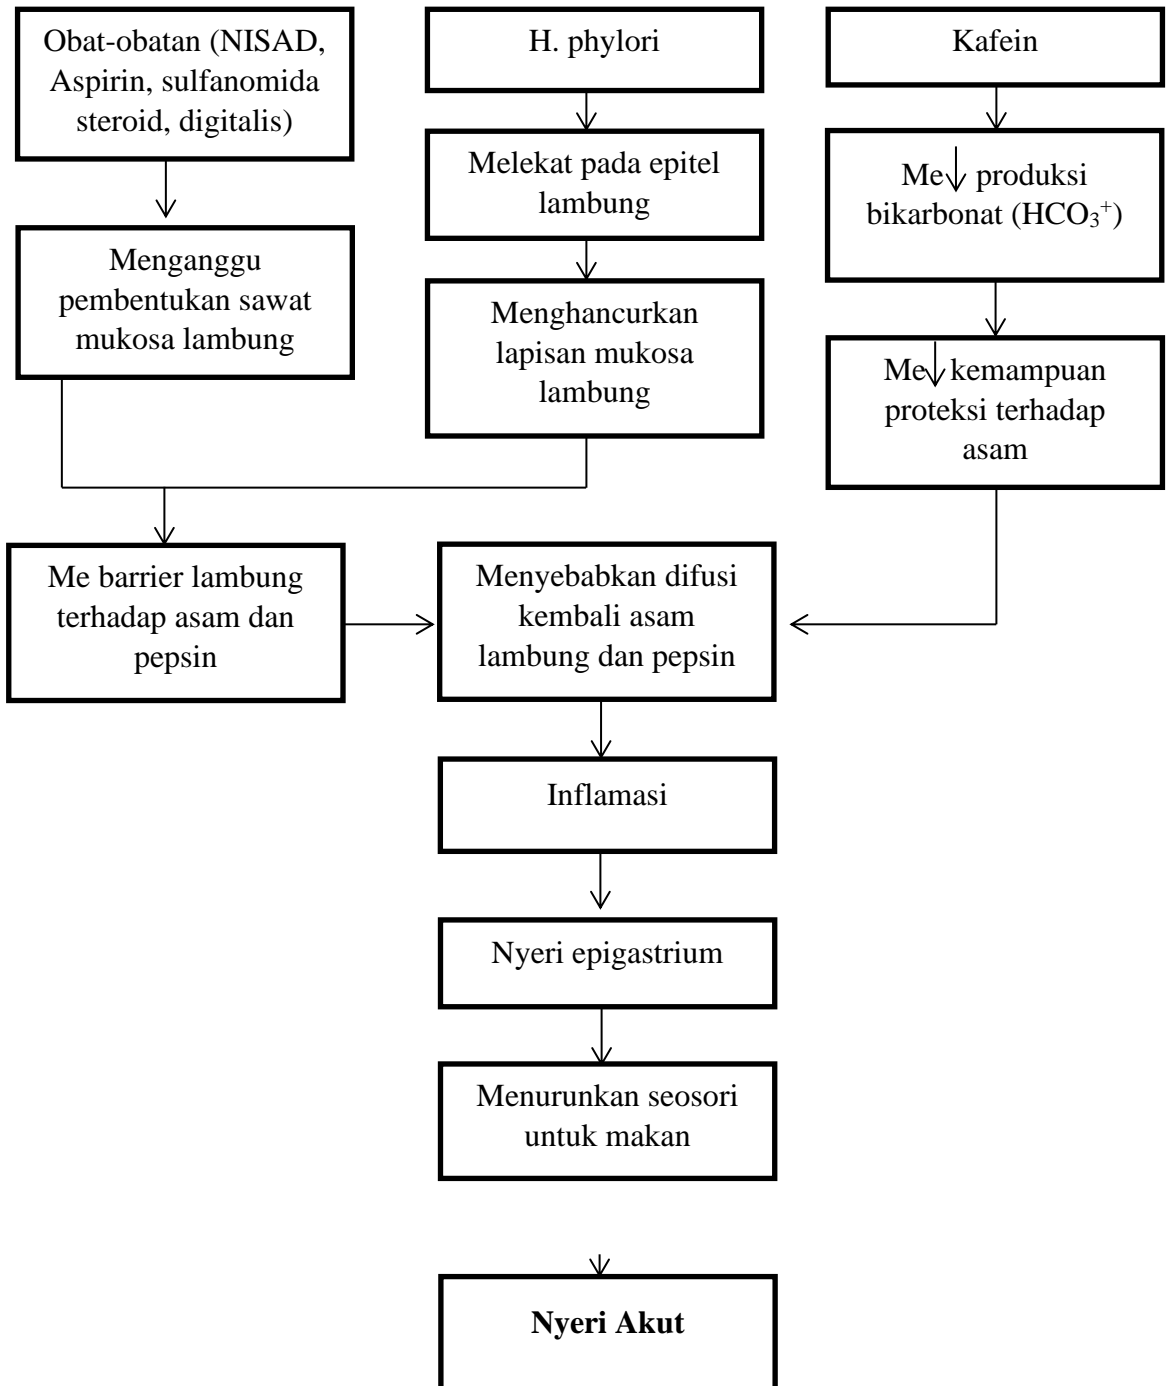 Obat-obatan (NISAD,
Aspirin, sulfanomida
steroid, digitalis)
H. phylori
Kafein
Melekat pada epitel
lambung
Me↓ produksi
bikarbonat (HCO₃⁺)
Menganggu
pembentukan sawat
mukosa lambung
Menghancurkan
lapisan mukosa
lambung
Me↓ kemampuan
proteksi terhadap
asam
Me barrier lambung
terhadap asam dan
pepsin
Menyebabkan difusi
kembali asam
lambung dan pepsin
Inflamasi
Nyeri epigastrium
Menurunkan seosori
untuk makan
Nyeri Akut